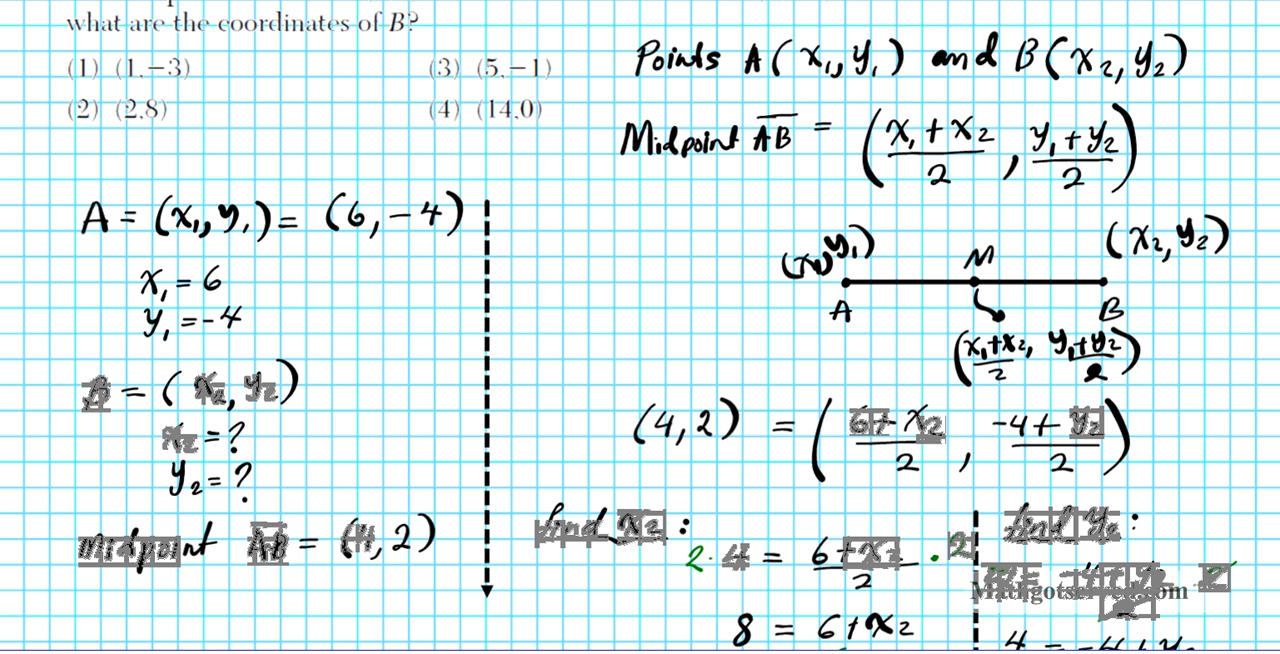 what are the coordinates of B?
(1) (1,−3)
(3) (5,−1)
(2) (2,8)
(4) (14,0)
Points A(x₁, y₁) and B(x₂, y₂)
Midpoint A̅B̅ = ( (x₁ + x₂)/2 , (y₁ + y₂)/2 )
A = (x₁, y₁) = (6, −4)
x₁ = 6
y₁ = −4
B = (x₂, y₂)
x₂ = ?
y₂ = ?
Midpoint A̅B̅ = (4, 2)
(x₁, y₁)
M
(x₂, y₂)
A
B
( (x₁+x₂)/2, (y₁+y₂)/2 )
(4, 2) = ( (6+x₂)/2 , (−4+y₂)/2 )
find x₂ :
2·4 = (6+x₂)/2 · 2
8 = 6+x₂
find y₂ :
4 = −4+y₂